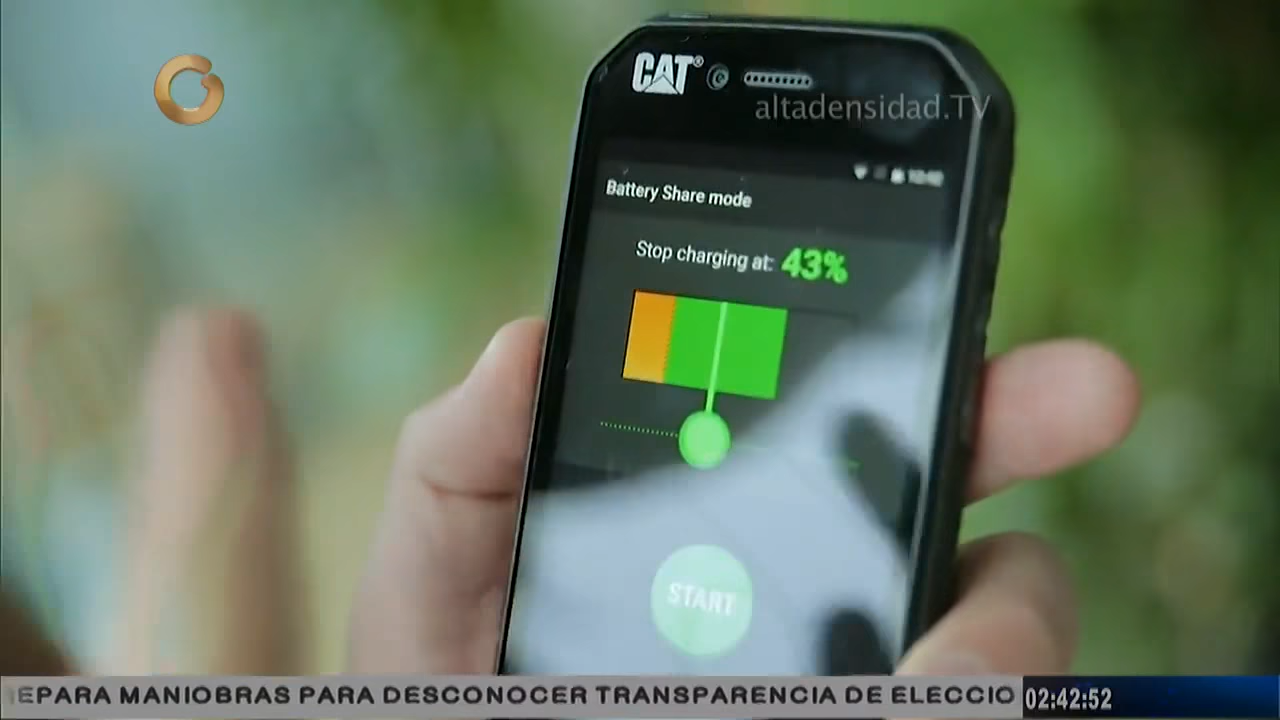 CAT®
altadensidad.TV
Battery Share mode
Stop charging at: 43%
START
EPARA MANIOBRAS PARA DESCONOCER TRANSPARENCIA DE ELECCIO
02:42:52